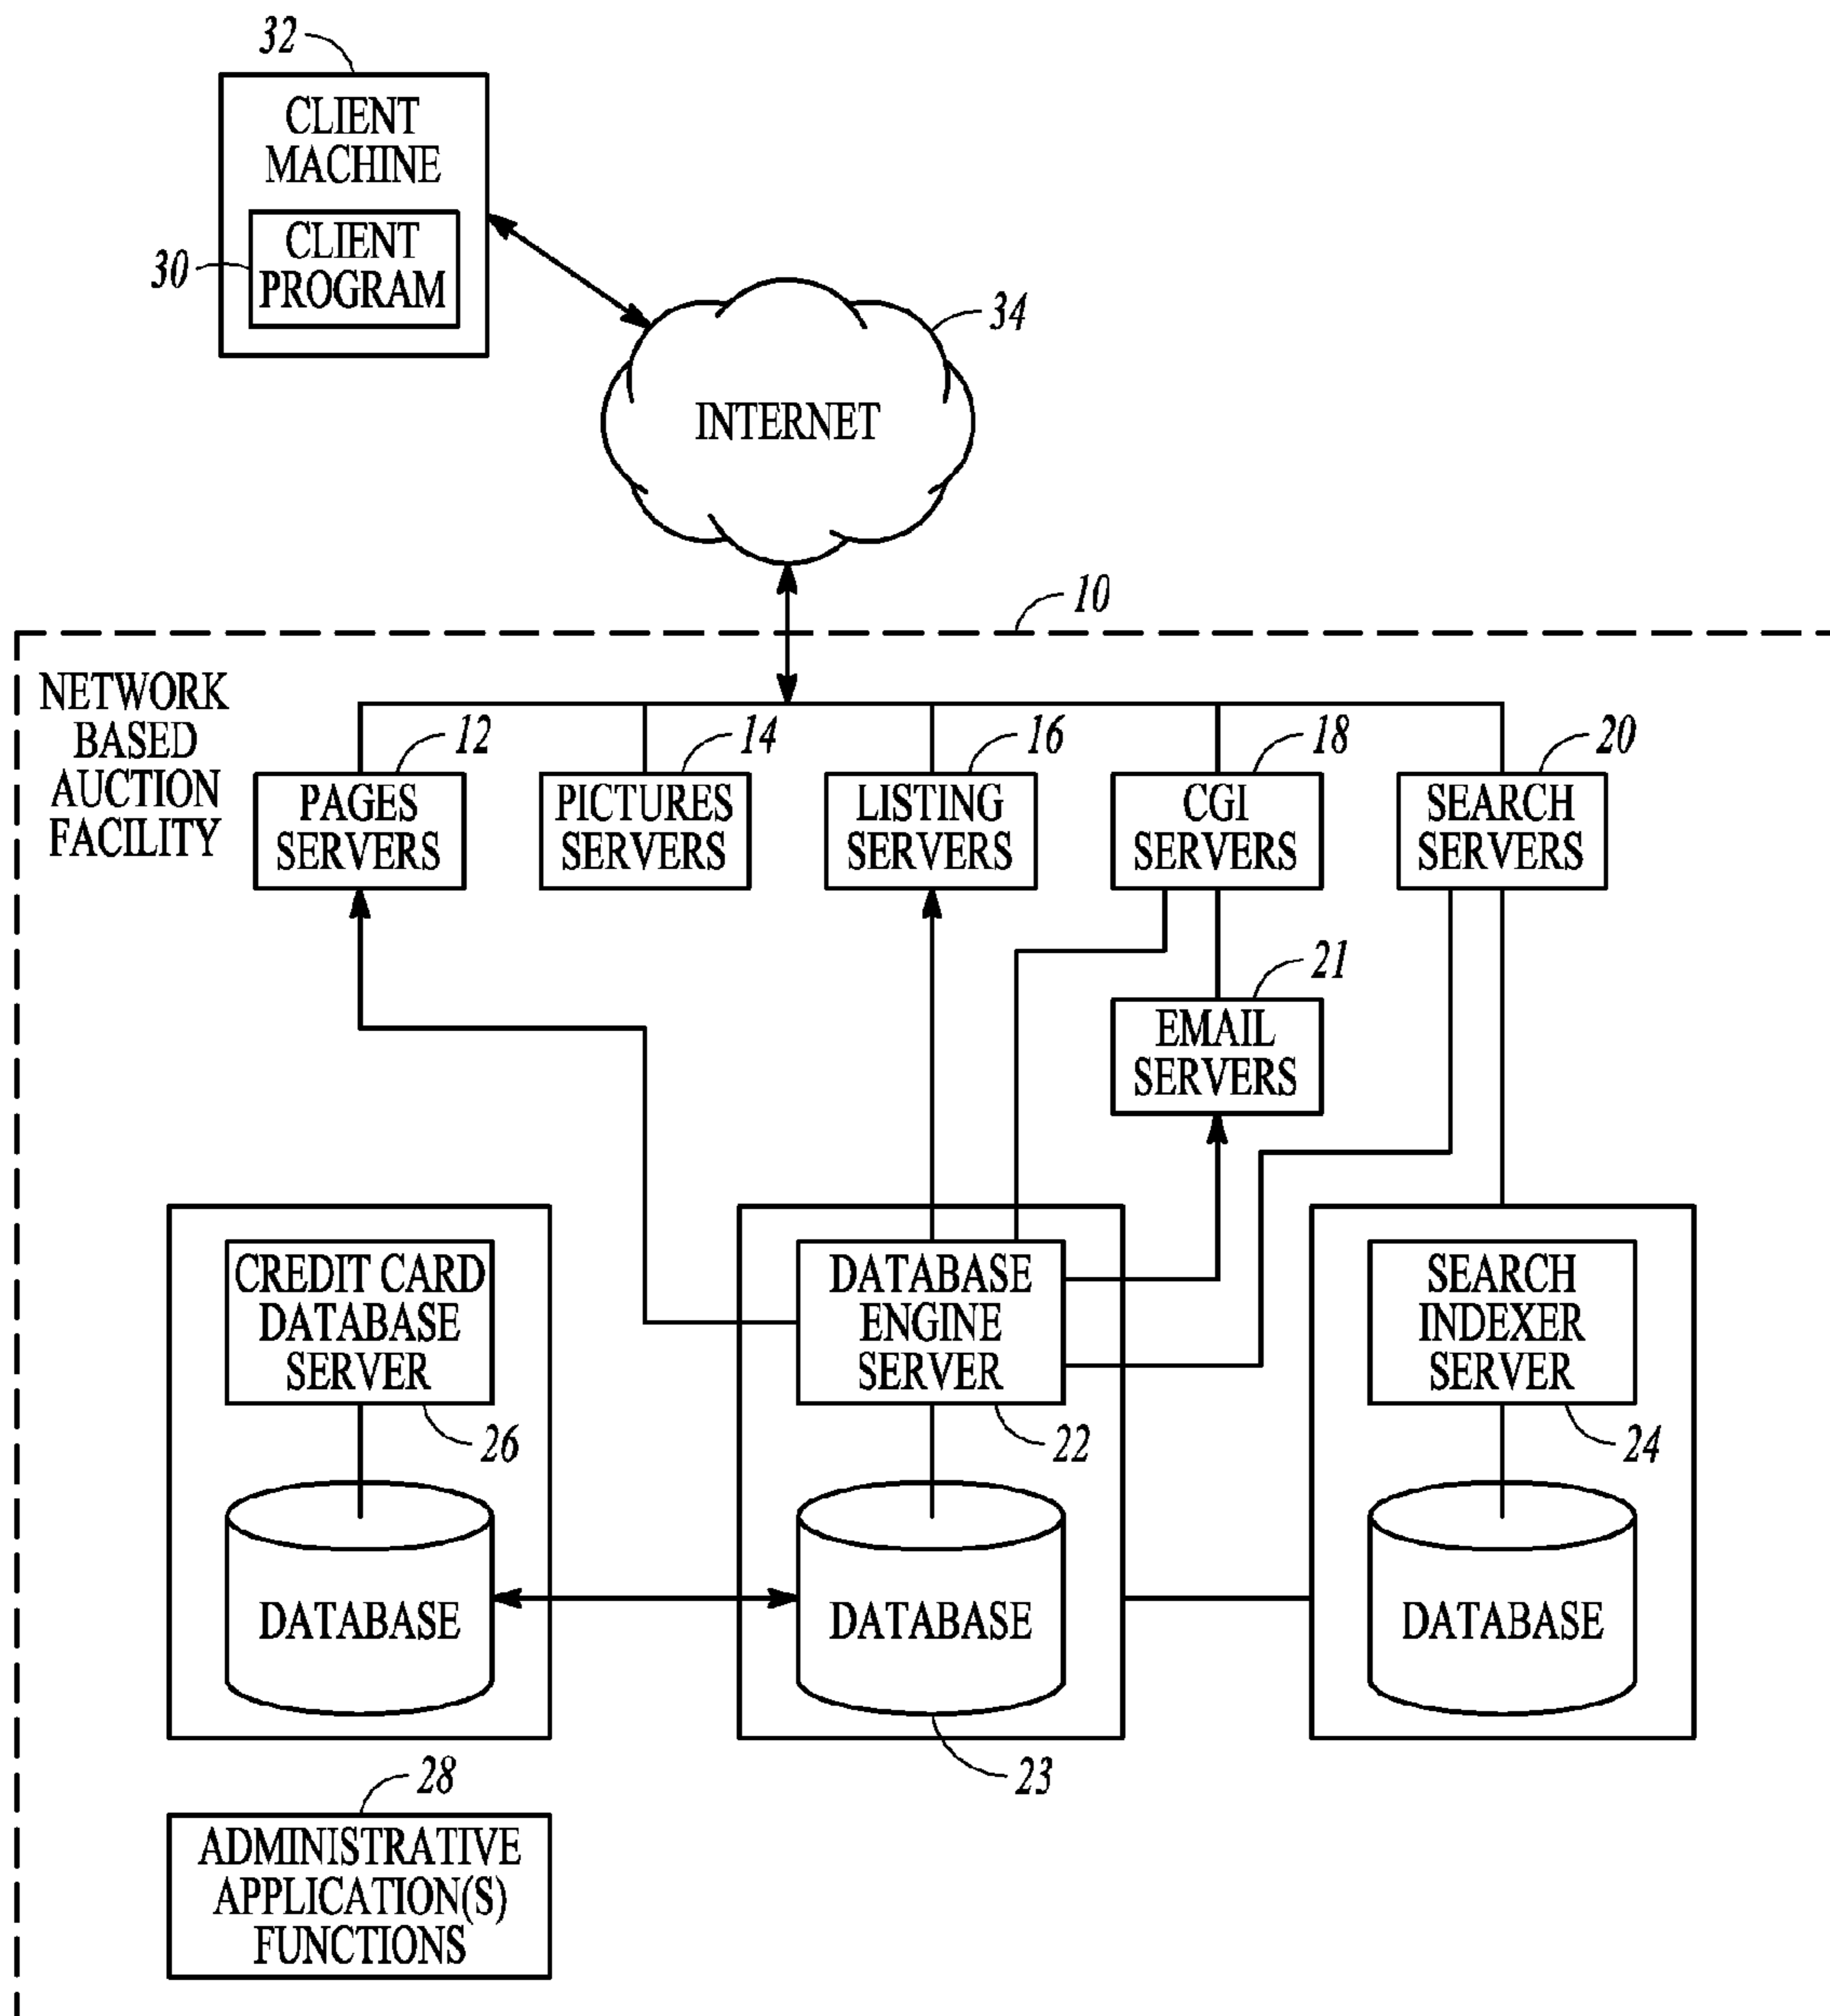 32
CLIENT
MACHINE
CLIENT
PROGRAM
30
34
INTERNET
10
NETWORK
BASED
AUCTION
FACILITY
12
14
16
18
20
PAGES
SERVERS
PICTURES
SERVERS
LISTING
SERVERS
CGI
SERVERS
SEARCH
SERVERS
21
EMAIL
SERVERS
CREDIT CARD
DATABASE
SERVER
26
DATABASE
ENGINE
SERVER
22
SEARCH
INDEXER
SERVER
24
DATABASE
DATABASE
DATABASE
23
28
ADMINISTRATIVE
APPLICATION(S)
FUNCTIONS